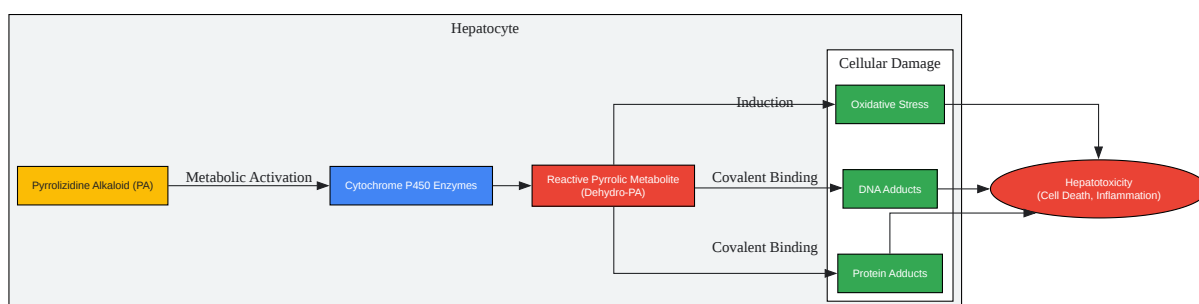 Hepatocyte
Cellular Damage
Induction
Oxidative Stress
Pyrrolizidine Alkaloid (PA)
Metabolic Activation
Cytochrome P450 Enzymes
Reactive Pyrrolic Metabolite
(Dehydro-PA)
Covalent Binding
DNA Adducts
Hepatotoxicity
(Cell Death, Inflammation)
Covalent Binding
Protein Adducts